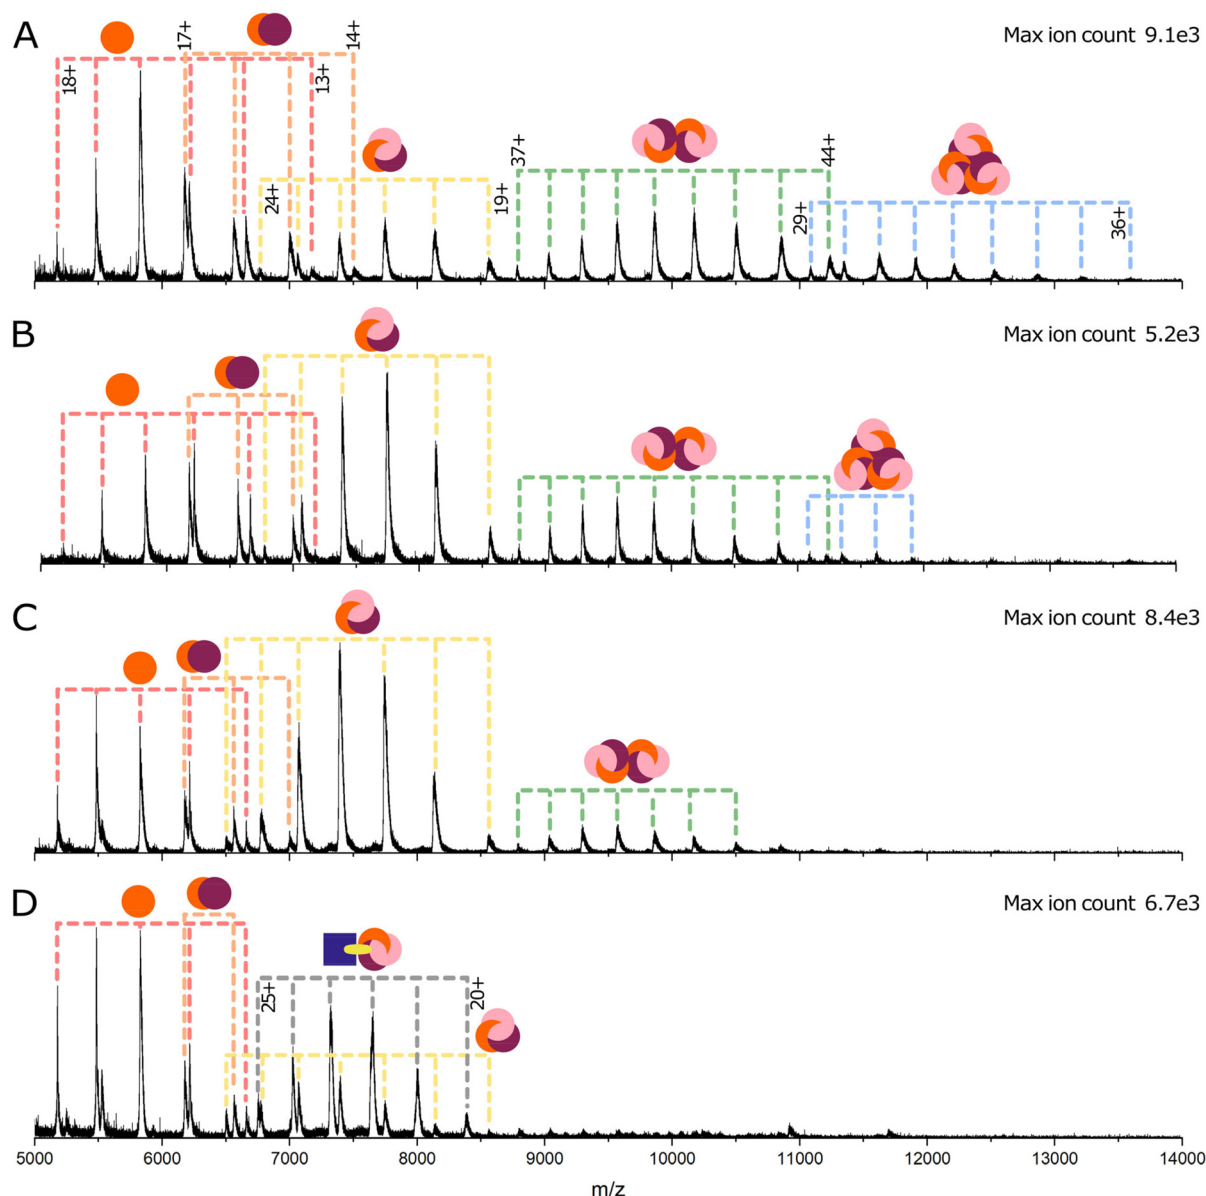 A
Max ion count 9.1e3
18+
17+
14+
13+
24+
19+
37+
44+
29+
36+
B
Max ion count 5.2e3
C
Max ion count 8.4e3
D
Max ion count 6.7e3
25+
20+
5000 6000 7000 8000 9000 10000 11000 12000 13000 14000
m/z